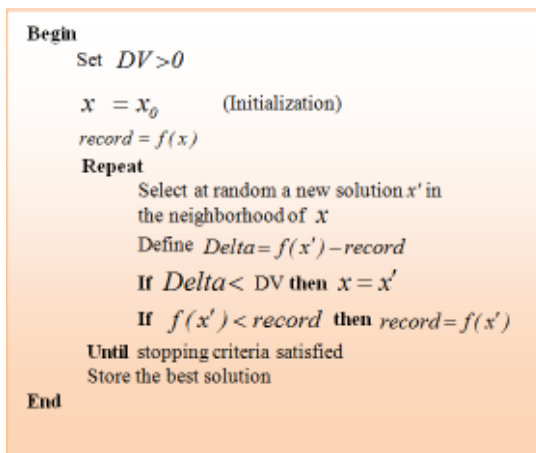 Begin
Set DV>0
x = x₀ (Initialization)
record = f(x)
Repeat
Select at random a new solution x' in
the neighborhood of x
Define Delta= f(x')−record
If Delta< DV then x = x'
If f(x')<record then record= f(x')
Until stopping criteria satisfied
Store the best solution
End